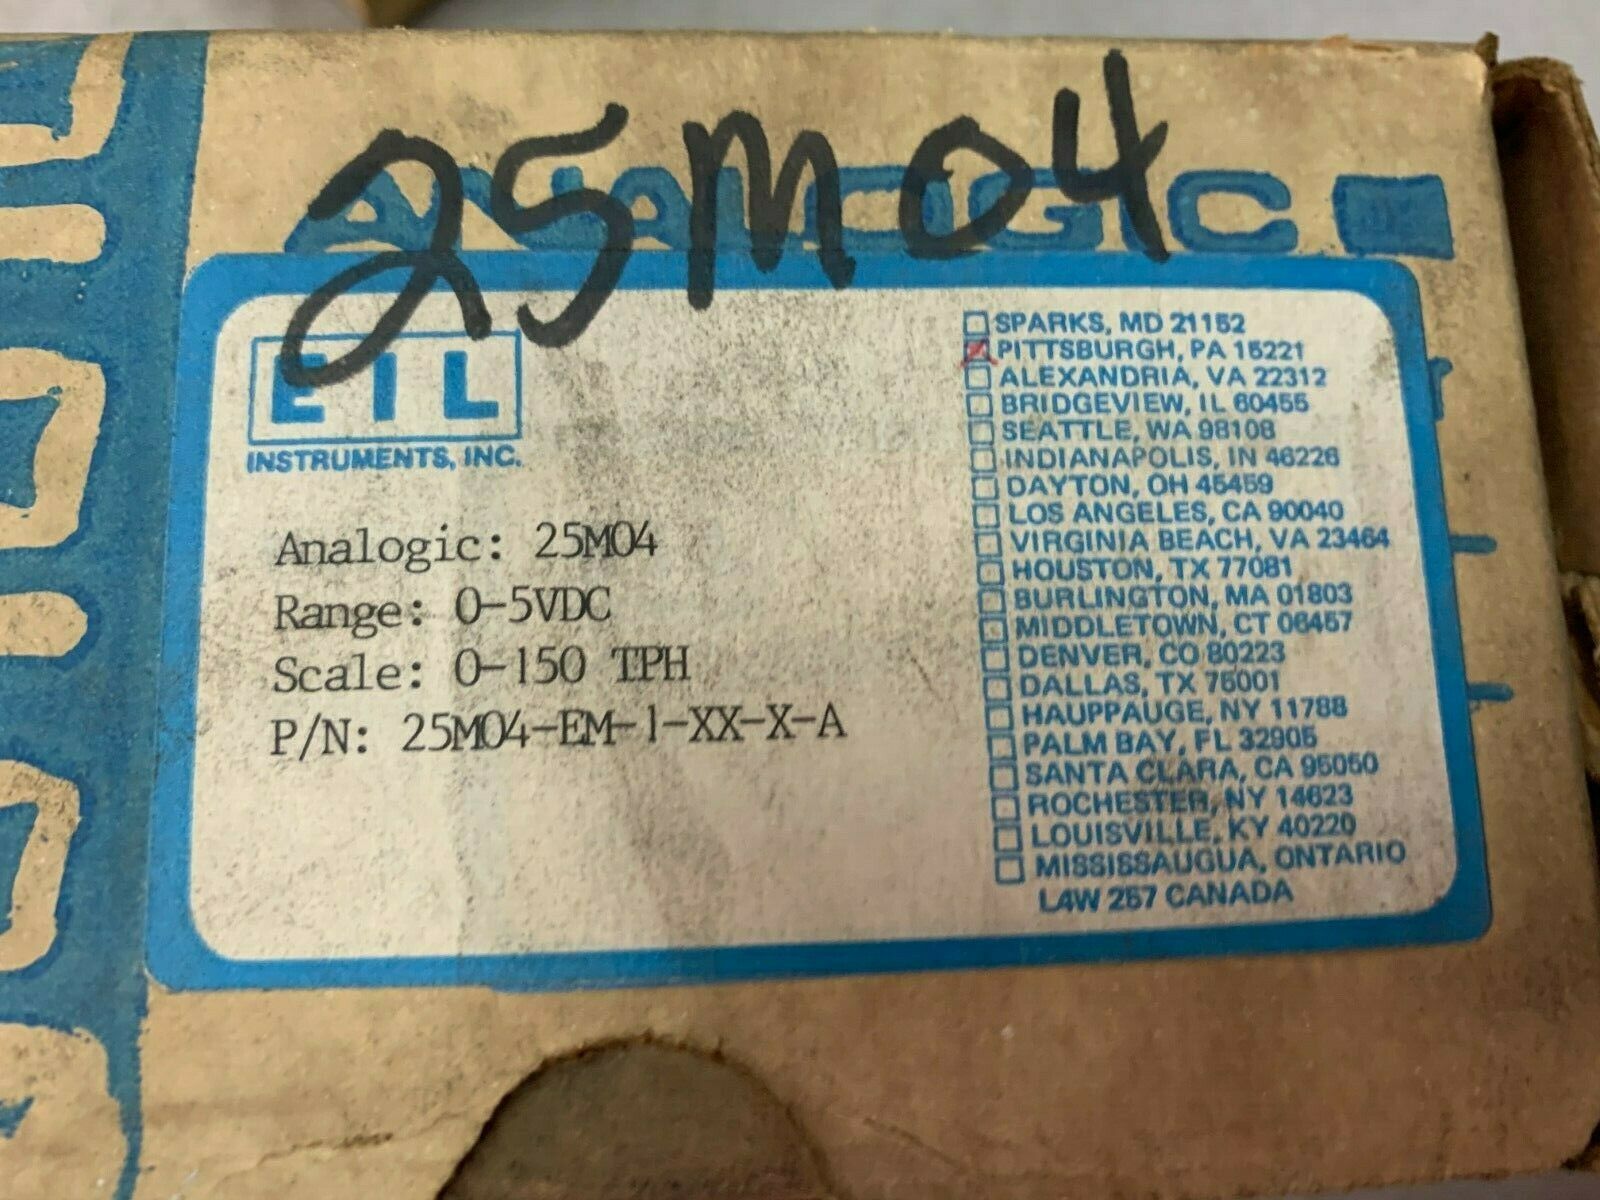 25M04
ANALOGIC
EIL
INSTRUMENTS, INC.
Analogic: 25M04
Range: 0-5VDC
Scale: 0-150 TPH
P/N: 25M04-EM-1-XX-X-A
SPARKS, MD 21152
PITTSBURGH, PA 15221
ALEXANDRIA, VA 22312
BRIDGEVIEW, IL 60455
SEATTLE, WA 98108
INDIANAPOLIS, IN 46226
DAYTON, OH 45459
LOS ANGELES, CA 90040
VIRGINIA BEACH, VA 23464
HOUSTON, TX 77081
BURLINGTON, MA 01803
MIDDLETOWN, CT 06457
DENVER, CO 80223
DALLAS, TX 75001
HAUPPAUGE, NY 11788
PALM BAY, FL 32905
SANTA CLARA, CA 95050
ROCHESTER, NY 14623
LOUISVILLE, KY 40220
MISSISSAUGUA, ONTARIO
L4W 2S7 CANADA